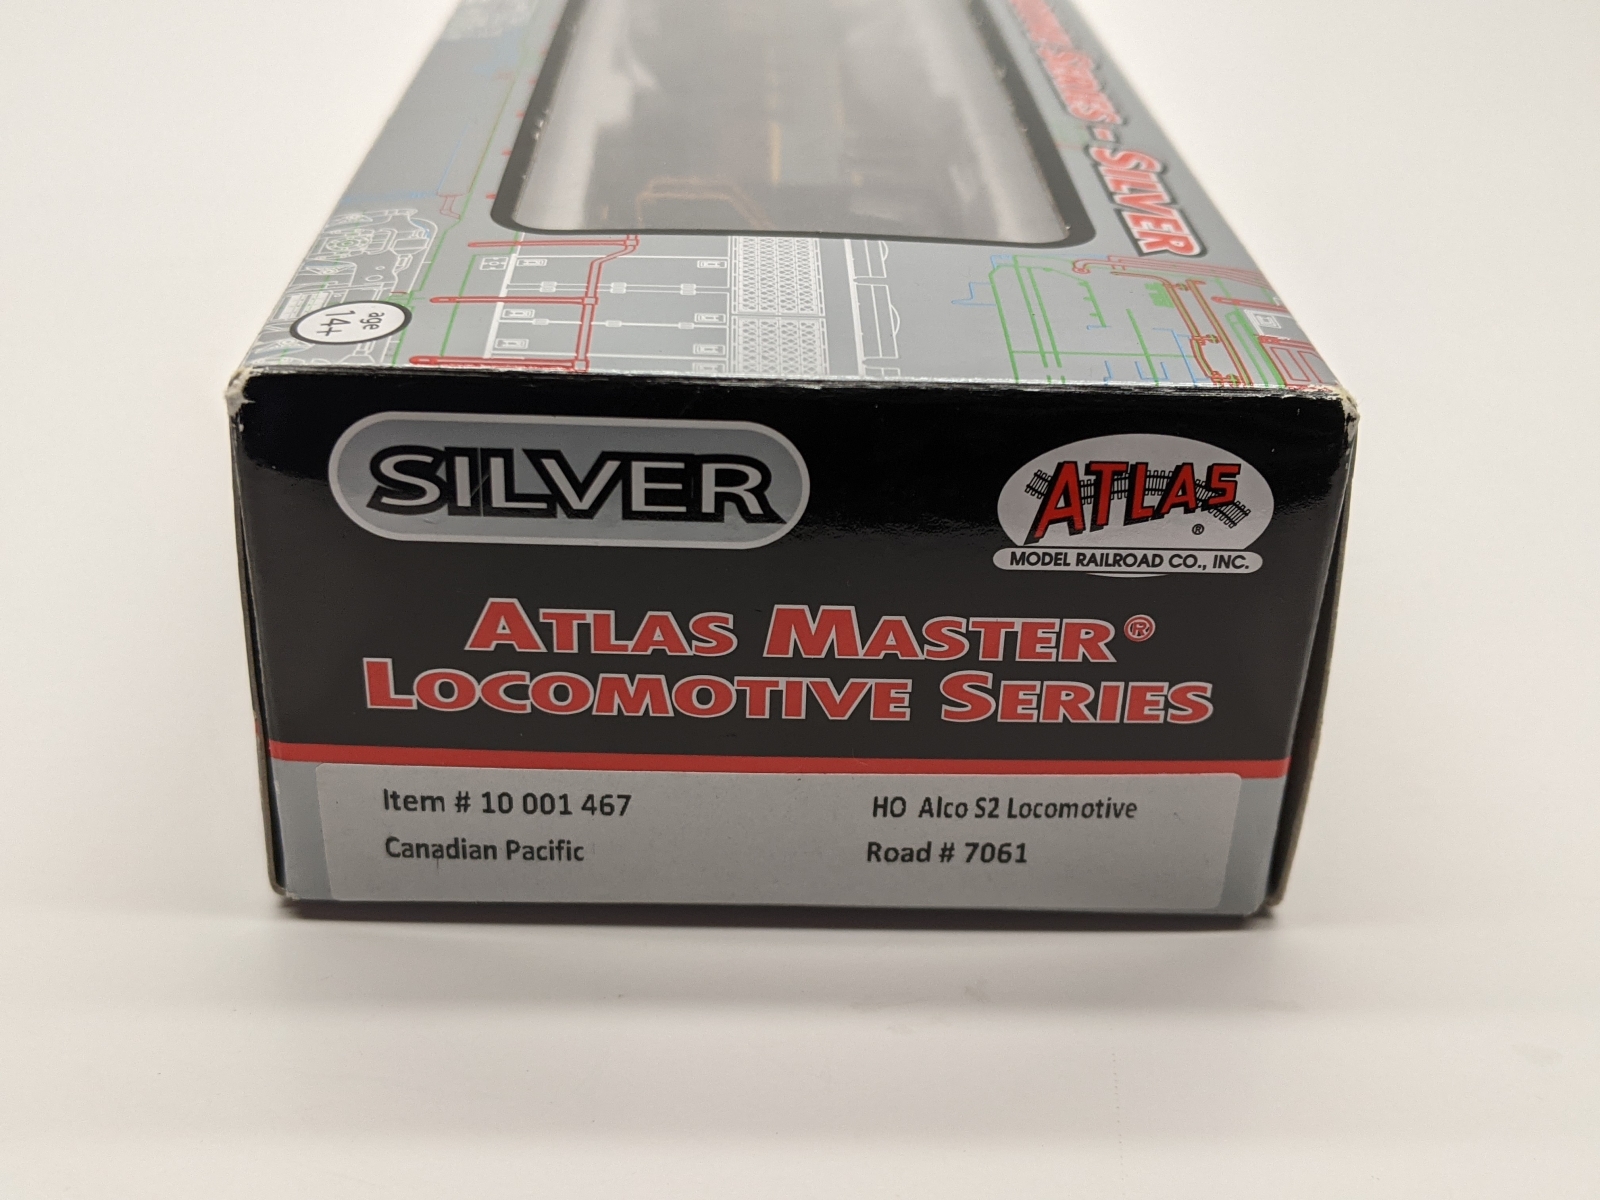 SERIES - SILVER
age
14+
SILVER
ATLAS ®
MODEL RAILROAD CO., INC.
ATLAS MASTER®
LOCOMOTIVE SERIES
Item # 10 001 467
HO Alco S2 Locomotive
Canadian Pacific
Road # 7061